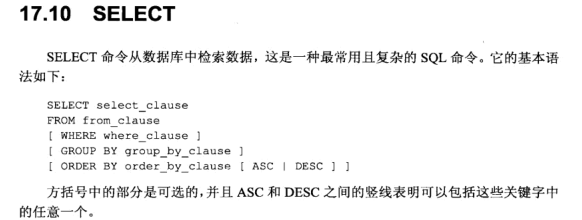 17.10 SELECT
SELECT 命令从数据库中检索数据，这是一种最常用且复杂的 SQL 命令。它的基本语
法如下：
SELECT select_clause
FROM from_clause
[ WHERE where_clause ]
[ GROUP BY group_by_clause ]
[ ORDER BY order_by_clause [ ASC | DESC ] ]
方括号中的部分是可选的，并且 ASC 和 DESC 之间的竖线表明可以包括这些关键字中
的任意一个。